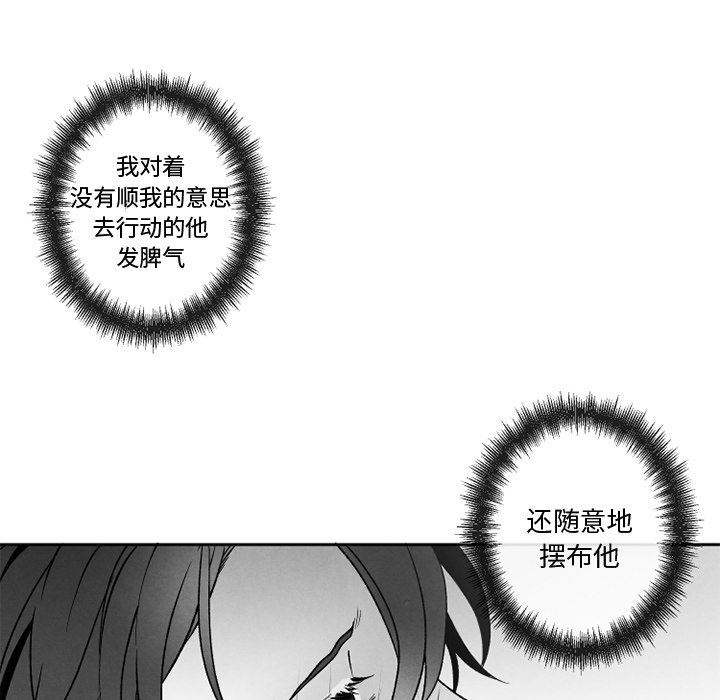 我对着
没有顺我的意思
去行动的他
发脾气
还随意地
摆布他